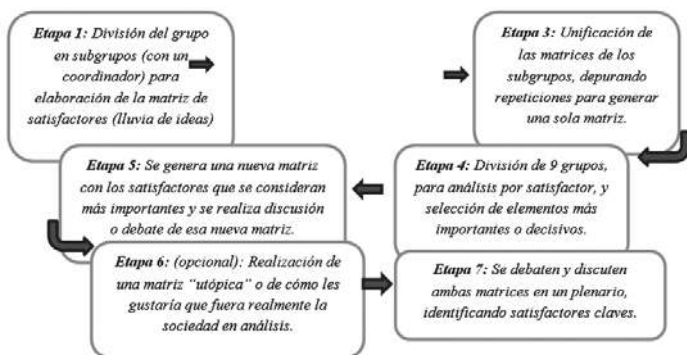 Etapa 1: División del grupo
en subgrupos (con un
coordinador) para
elaboración de la matriz de
satisfactores (lluvia de ideas)
Etapa 3: Unificación de
las matrices de los
subgrupos, depurando
repeticiones para generar
una sola matriz.
Etapa 4: División de 9 grupos,
para análisis por satisfactor, y
selección de elementos más
importantes o decisivos.
Etapa 5: Se genera una nueva matriz
con los satisfactores que se consideran
más importantes y se realiza discusión
o debate de esa nueva matriz.
Etapa 6: (opcional): Realización de
una matriz “utópica” o de cómo les
gustaría que fuera realmente la
sociedad en análisis.
Etapa 7: Se debaten y discuten
ambas matrices en un plenario,
identificando satisfactores claves.